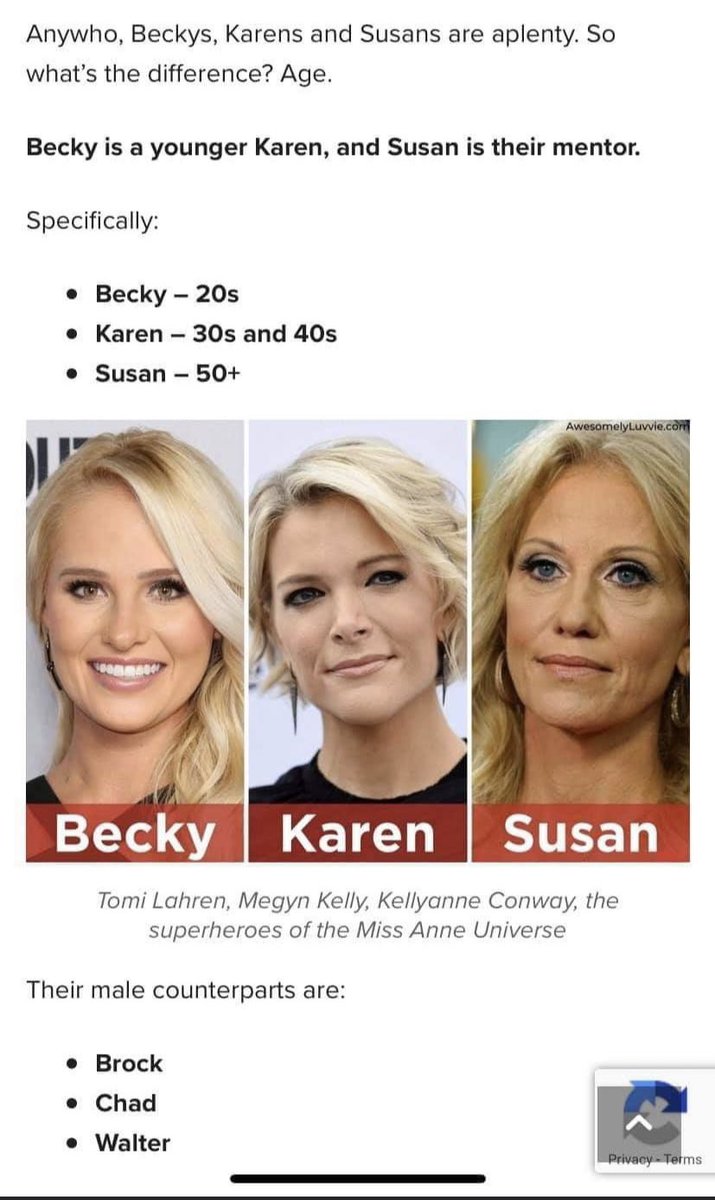 Anywho, Beckys, Karens and Susans are aplenty. So
what’s the difference? Age.
Becky is a younger Karen, and Susan is their mentor.
Specifically:
• Becky – 20s
• Karen – 30s and 40s
• Susan – 50+
AwesomelyLuvvie.com
Becky
Karen
Susan
Tomi Lahren, Megyn Kelly, Kellyanne Conway, the
superheroes of the Miss Anne Universe
Their male counterparts are:
• Brock
• Chad
• Walter
Privacy - Terms